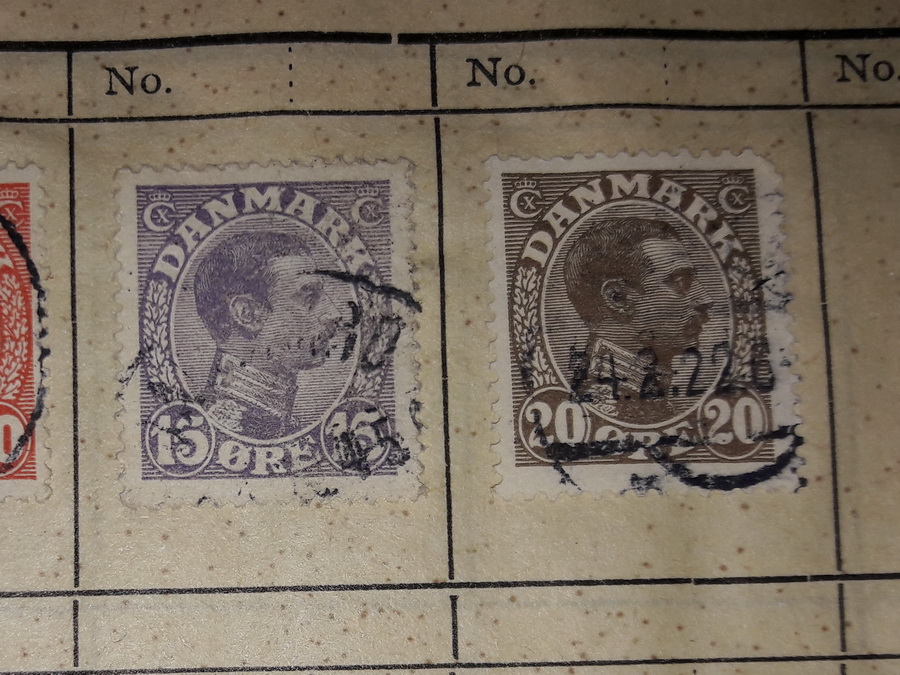 No.
No.
No.
DANMARK
15 ØRE 15
DANMARK
24.2.22
20 ØRE 20